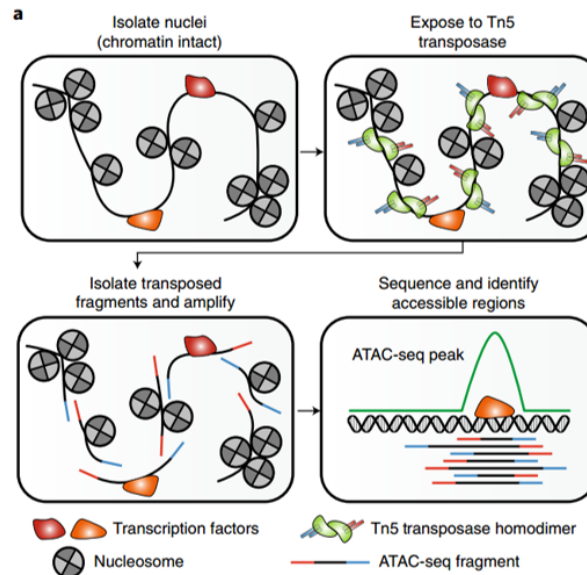 a
Isolate nuclei
(chromatin intact)
Expose to Tn5
transposase
Isolate transposed
fragments and amplify
Sequence and identify
accessible regions
ATAC-seq peak
Transcription factors
Tn5 transposase homodimer
Nucleosome
ATAC-seq fragment